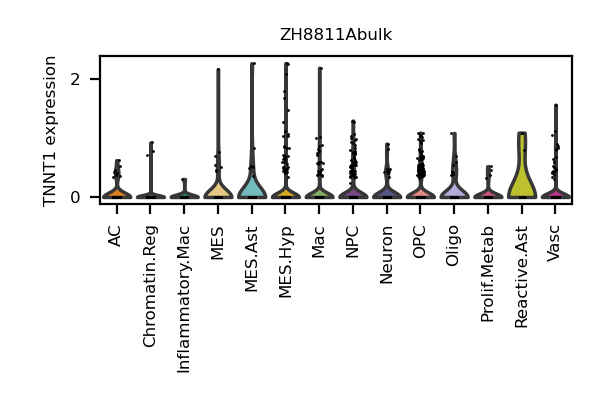 ZH8811Abulk
TNNT1 expression
2
0
AC
Chromatin.Reg
Inflammatory.Mac
MES
MES.Ast
MES.Hyp
Mac
NPC
Neuron
OPC
Oligo
Prolif.Metab
Reactive.Ast
Vasc